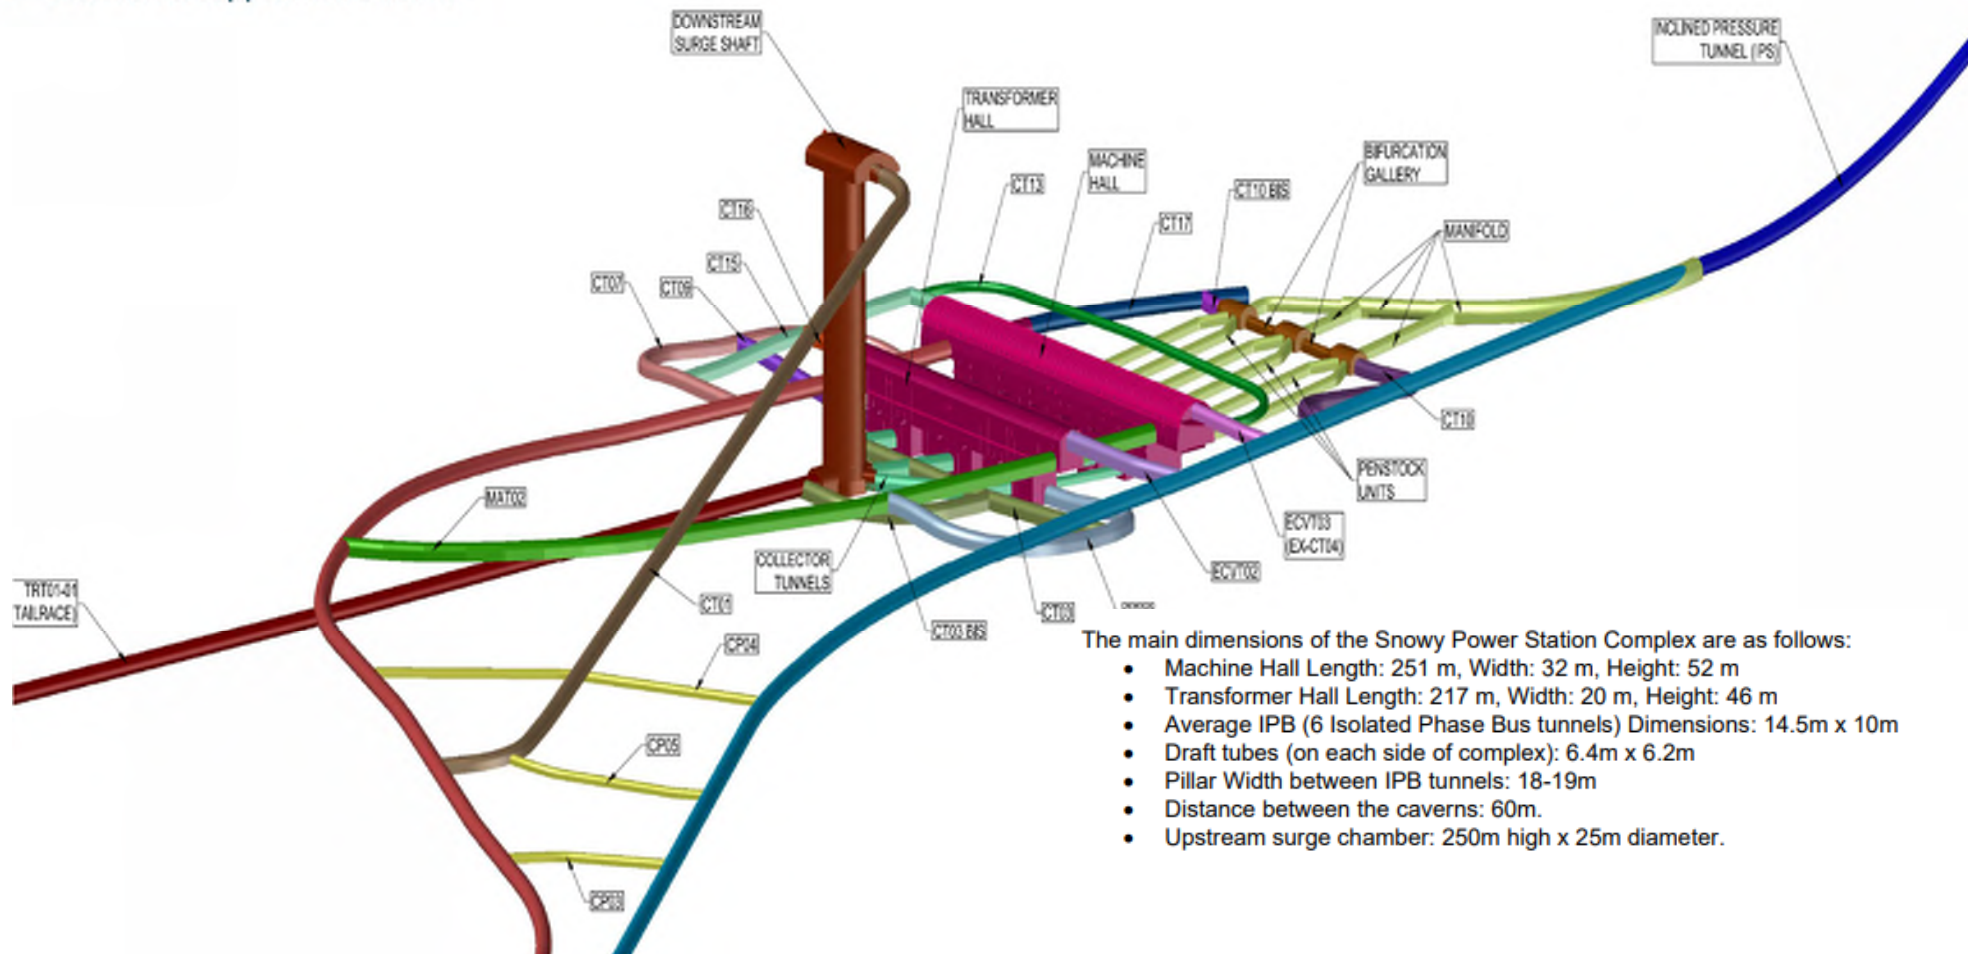 DOWNSTREAM
SURGE SHAFT
INCLINED PRESSURE
TUNNEL (IPS)
TRANSFORMER
HALL
MACHINE
HALL
BIFURCATION
GALLERY
CT13
CT10 BIS
CT16
CT17
MANIFOLD
CT15
CT07
CT09
CT10
MAT02
PENSTOCK
UNITS
ECVT03
(EX-CT04)
COLLECTOR
TUNNELS
ECVT02
TRT01-01
TAILRACE)
CT01
CT03
CT03 BIS
CP04
The main dimensions of the Snowy Power Station Complex are as follows:
• Machine Hall Length: 251 m, Width: 32 m, Height: 52 m
• Transformer Hall Length: 217 m, Width: 20 m, Height: 46 m
• Average IPB (6 Isolated Phase Bus tunnels) Dimensions: 14.5m x 10m
• Draft tubes (on each side of complex): 6.4m x 6.2m
• Pillar Width between IPB tunnels: 18-19m
• Distance between the caverns: 60m.
• Upstream surge chamber: 250m high x 25m diameter.
CP05
CP03